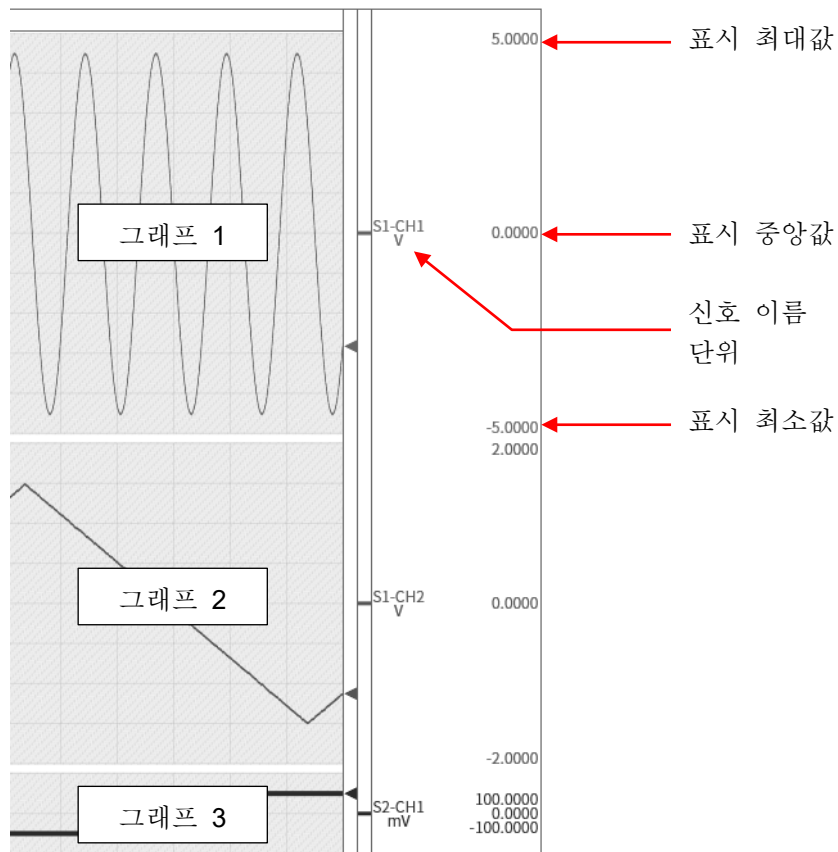 5.0000
표시 최대값
그래프 1
S1-CH1
V
0.0000
표시 중앙값
신호 이름
단위
-5.0000
표시 최소값
2.0000
그래프 2
S1-CH2
V
0.0000
-2.0000
그래프 3
S2-CH1
mV
100.0000
0.0000
-100.0000